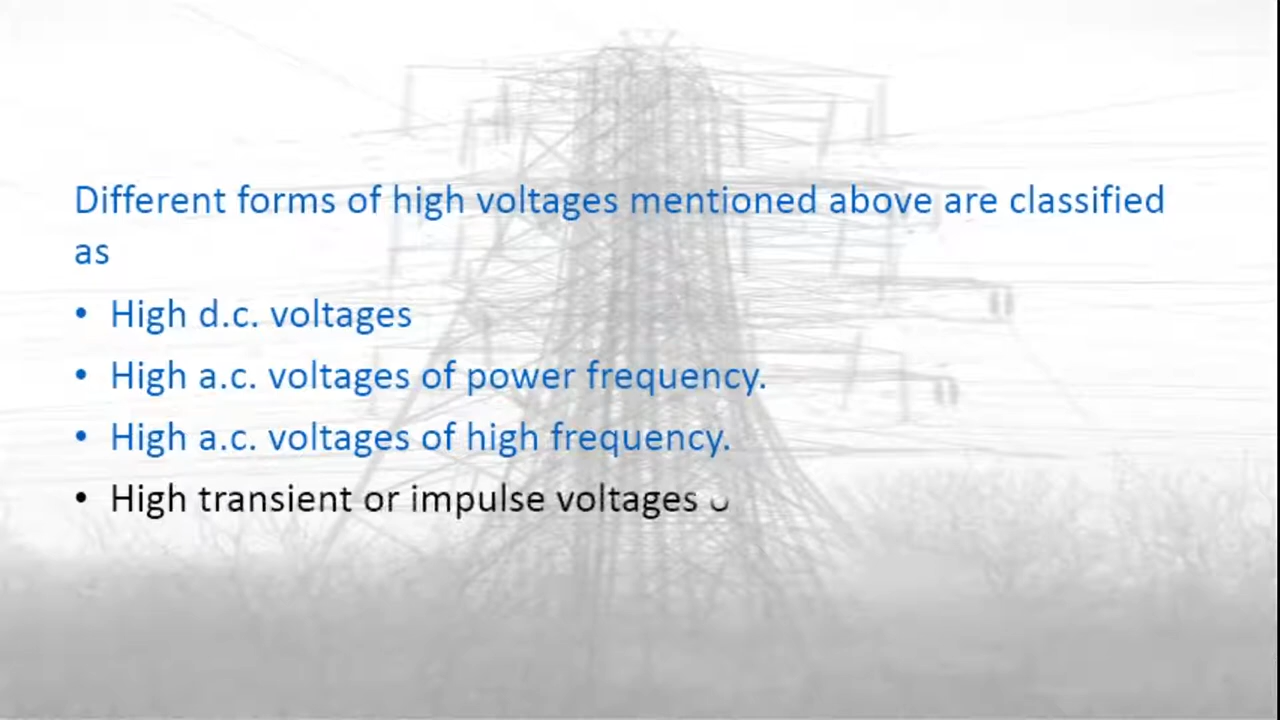 Different forms of high voltages mentioned above are classified
as
• High d.c. voltages
• High a.c. voltages of power frequency.
• High a.c. voltages of high frequency.
• High transient or impulse voltages